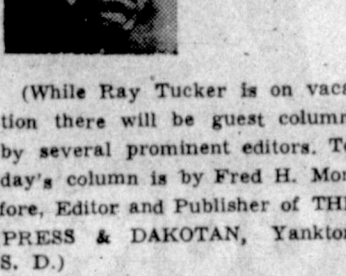 (While Ray Tucker is on vaca
tion there will be guest column
by several prominent editors. To
day's column is by Fred H. Mon
fore, Editor and Publisher of THE
PRESS & DAKOTAN, Yankton
S. D.)